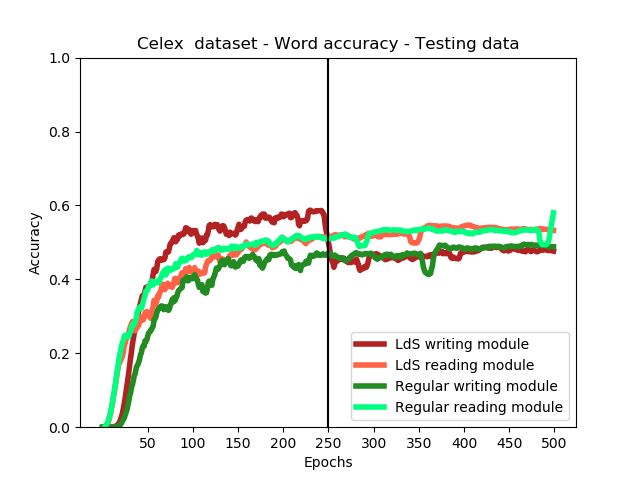 Celex  dataset - Word accuracy - Testing data
Accuracy
1.0
0.8
0.6
0.4
0.2
0.0
50 100 150 200 250 300 350 400 450 500
Epochs
LdS writing module
LdS reading module
Regular writing module
Regular reading module